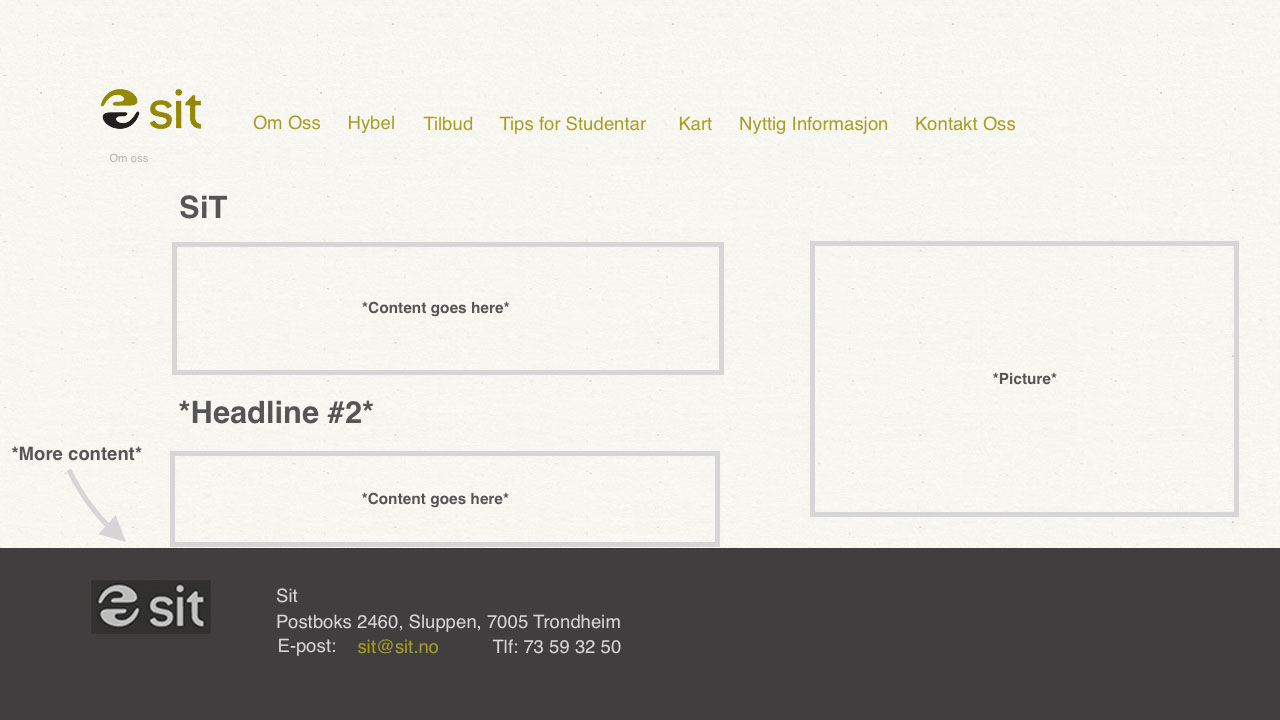 sit
Om Oss Hybel Tilbud Tips for Studentar Kart Nyttig Informasjon Kontakt Oss
Om oss
SiT
*Content goes here*
*Picture*
*Headline #2*
*More content*
*Content goes here*
sit
Sit
Postboks 2460, Sluppen, 7005 Trondheim
E-post: sit@sit.no Tlf: 73 59 32 50